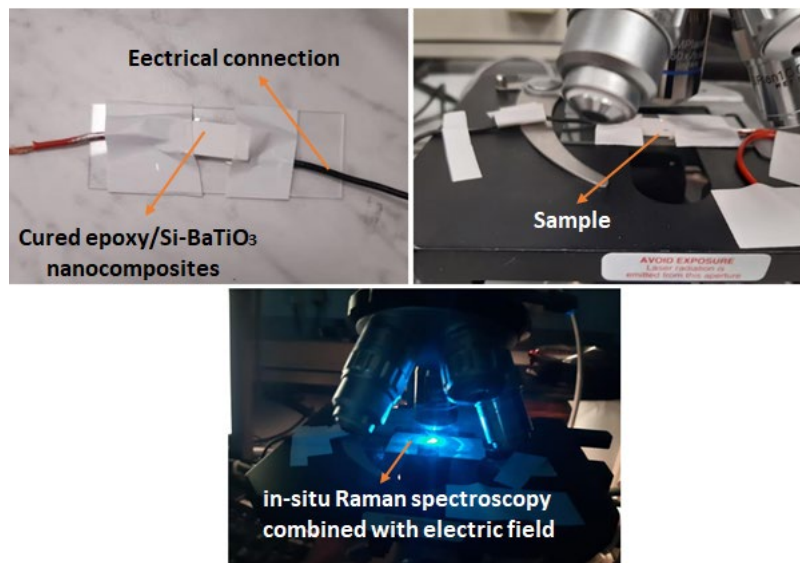 Eectrical connection
Cured epoxy/Si-BaTiO₃
nanocomposites
Sample
AVOID EXPOSURE
Laser radiation is
emitted from this aperture
in-situ Raman spectroscopy
combined with electric field